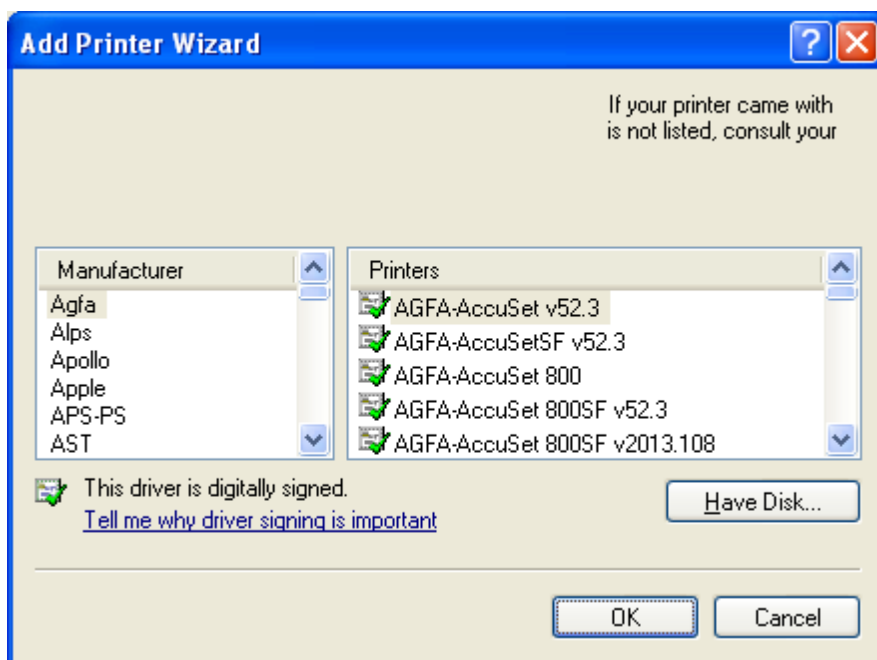 Add Printer Wizard
If your printer came with
is not listed, consult your
Manufacturer
Agfa
Alps
Apollo
Apple
APS-PS
AST
Printers
AGFA-AccuSet v52.3
AGFA-AccuSetSF v52.3
AGFA-AccuSet 800
AGFA-AccuSet 800SF v52.3
AGFA-AccuSet 800SF v2013.108
This driver is digitally signed.
Tell me why driver signing is important
Have Disk...
OK
Cancel